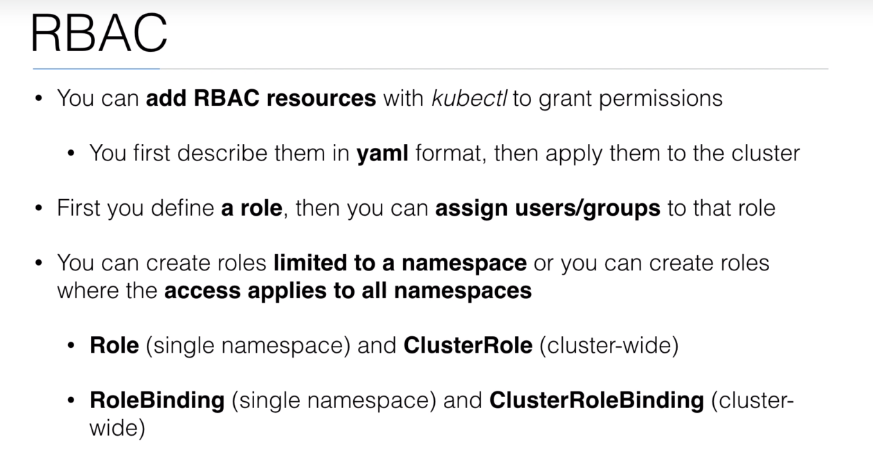 RBAC
• You can add RBAC resources with kubectl to grant permissions
• You first describe them in yaml format, then apply them to the cluster
• First you define a role, then you can assign users/groups to that role
• You can create roles limited to a namespace or you can create roles
where the access applies to all namespaces
• Role (single namespace) and ClusterRole (cluster-wide)
• RoleBinding (single namespace) and ClusterRoleBinding (cluster-
wide)